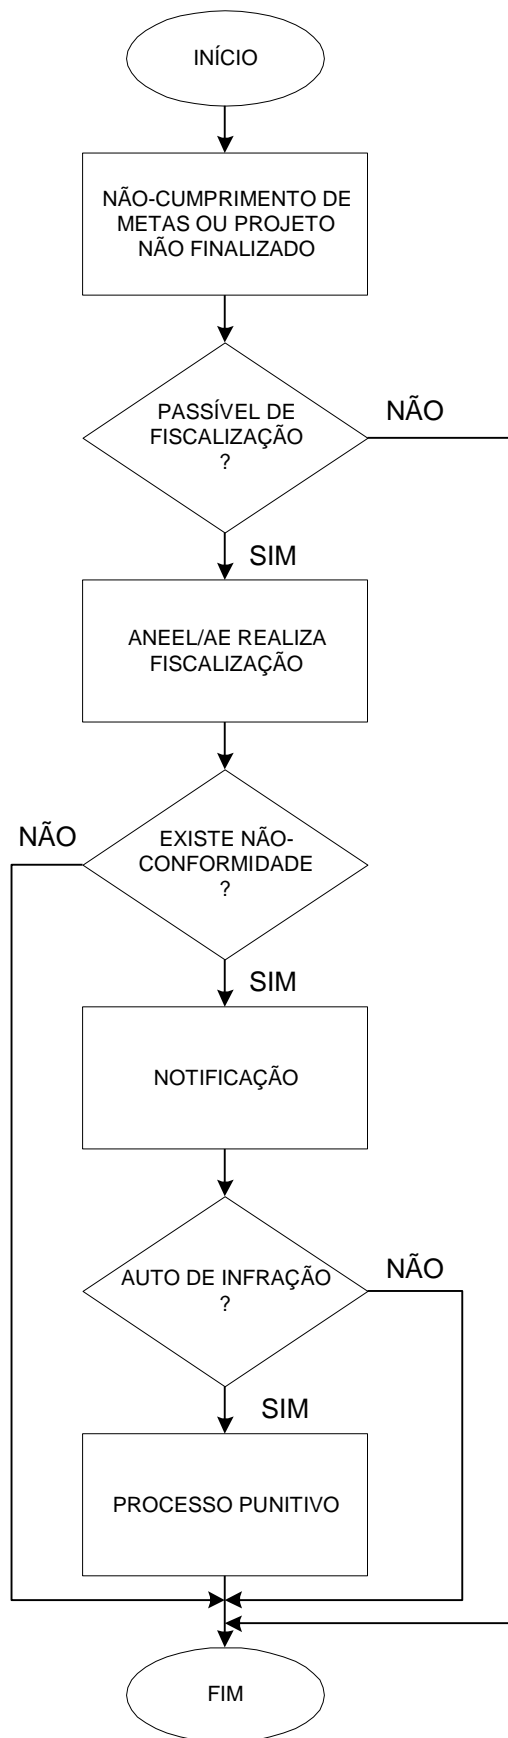 INÍCIO
NÃO-CUMPRIMENTO DE
METAS OU PROJETO
NÃO FINALIZADO
PASSÍVEL DE
FISCALIZAÇÃO
?
NÃO
SIM
ANEEL/AE REALIZA
FISCALIZAÇÃO
NÃO
EXISTE NÃO-
CONFORMIDADE
?
SIM
NOTIFICAÇÃO
AUTO DE INFRAÇÃO
?
NÃO
SIM
PROCESSO PUNITIVO
FIM